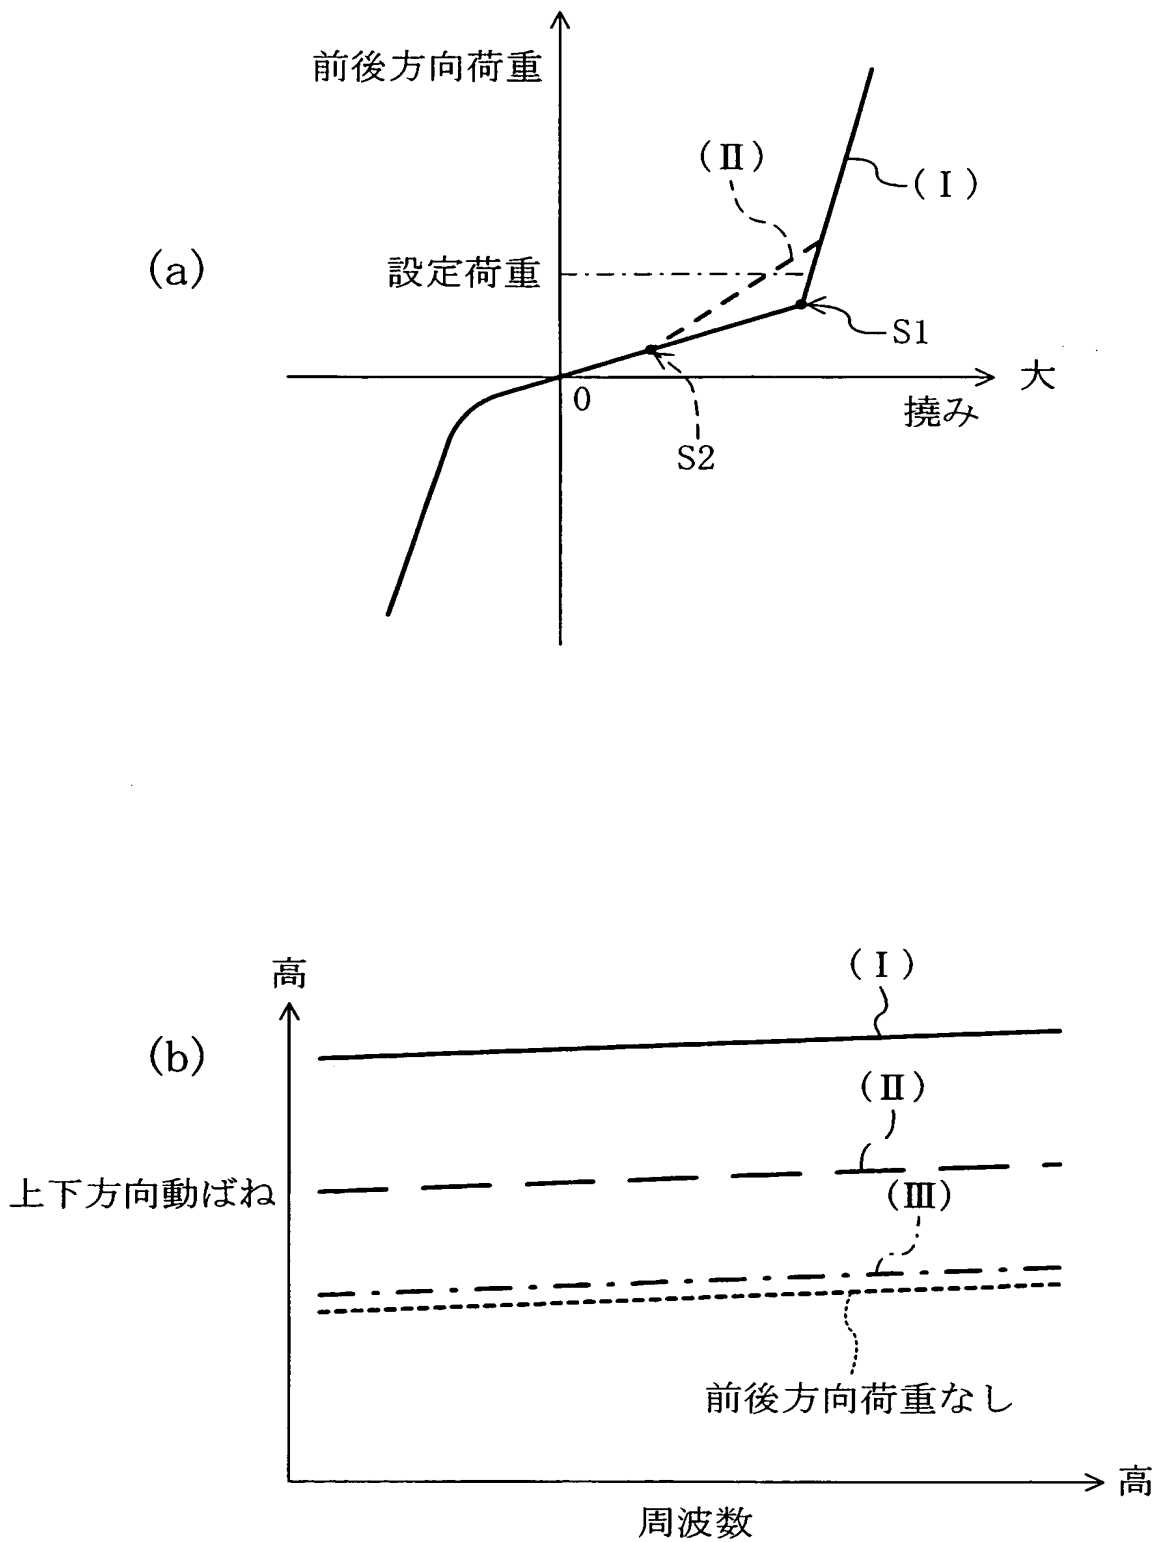 前後方向荷重
(Ⅱ)
(Ⅰ)
(a)
設定荷重
S1
大
0
撓み
S2
高
(Ⅰ)
(b)
(Ⅱ)
上下方向動ばね
(Ⅲ)
前後方向荷重なし
高
周波数